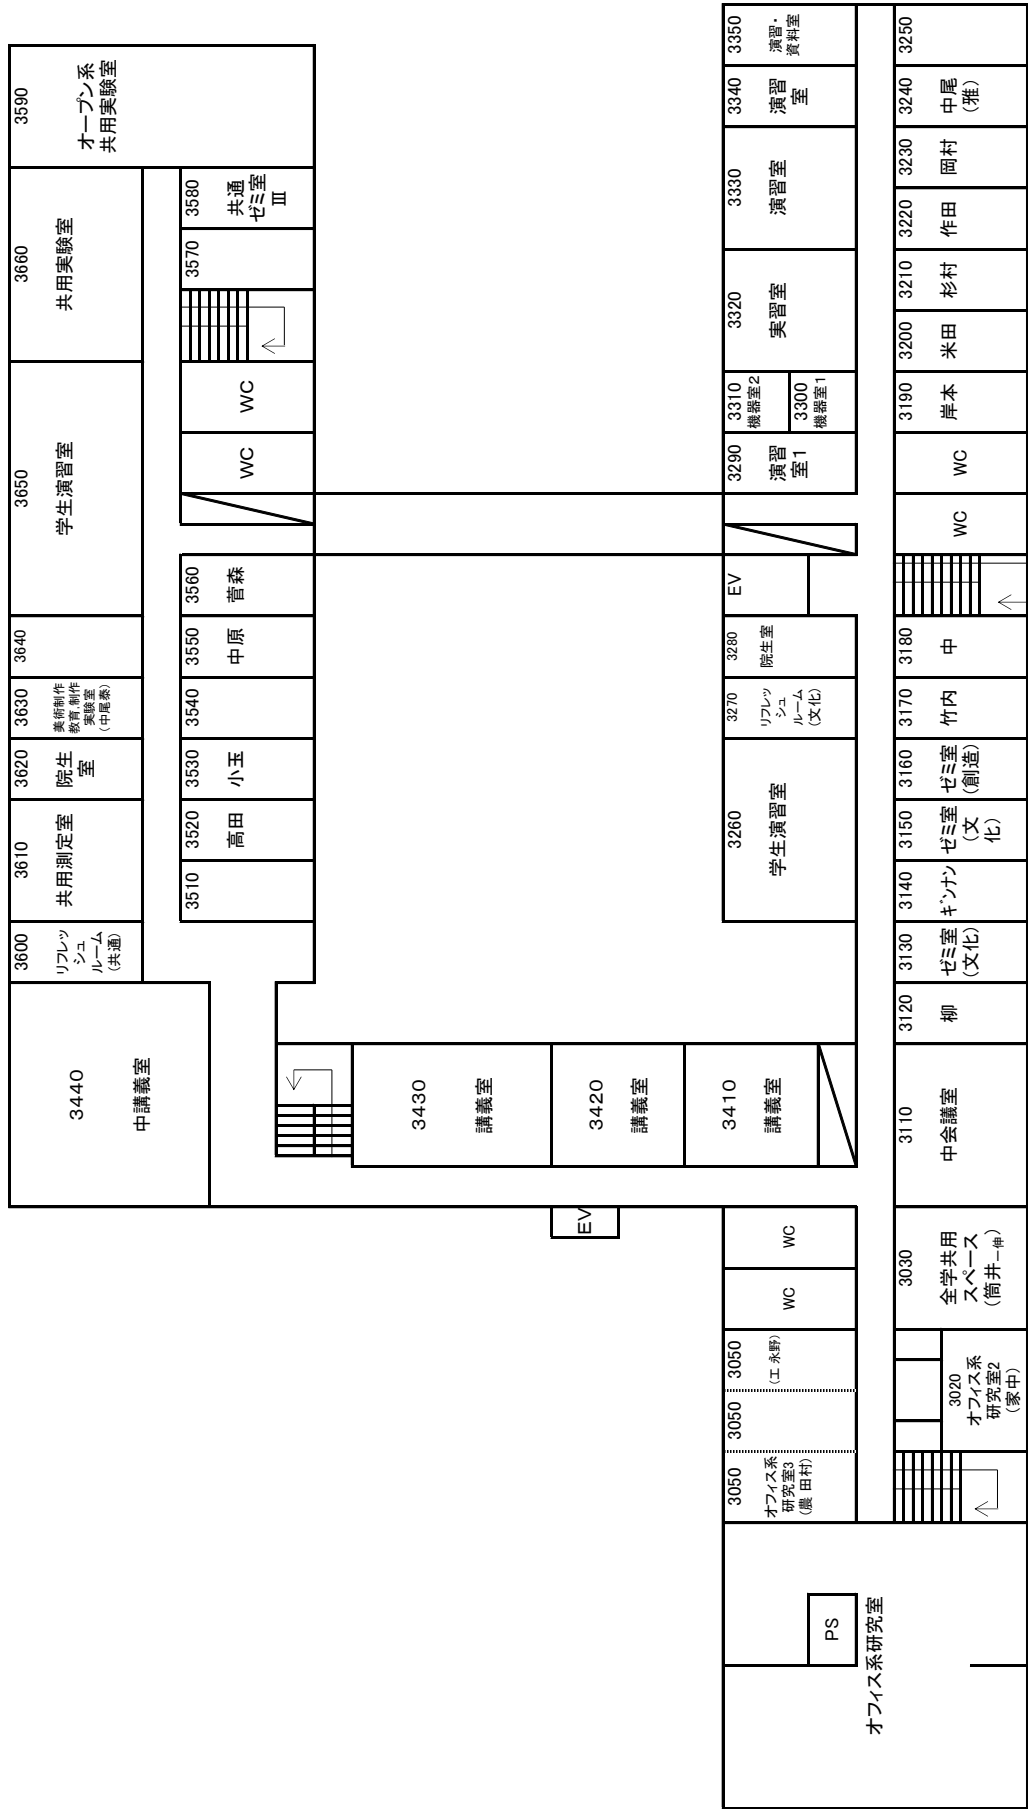 3590
オープン系
共用実験室
3660
共用実験室
3650
学生演習室
3640
3630
美術制作
教育,制作
実験室
(中尾泰)
3620
院生
室
3610
共用測定室
3600
リフレッ
シュ
ルーム
(共通)
3440
中講義室
3580
共通
ゼミ室
Ⅲ
3570
WC
WC
3560
菅森
3550
中原
3540
3530
小玉
3520
高田
3510
3430
講義室
3420
講義室
3410
講義室
EV
3350
演習・
資料室
3340
演習
室
3330
演習室
3320
実習室
3310
機器室2
3300
機器室1
3290
演習
室1
EV
3280
院生室
3270
リフレッ
シュ
ルーム
(文化)
3260
学生演習室
WC
WC
3050
(工 永野)
3050
3050
オフィス系
研究室3
(農 田村)
PS
オフィス系研究室
3250
3240
中尾
(雅)
3230
岡村
3220
作田
3210
杉村
3200
米田
3190
岸本
WC
WC
3180
中
3170
竹内
3160
ゼミ室
(創造)
3150
ゼミ室
(文
化)
3140
ギンナン
3130
ゼミ室
(文化)
3120
柳
3110
中会議室
3030
全学共用
スペース
(筒井一伸)
3020
オフィス系
研究室2
(家中)